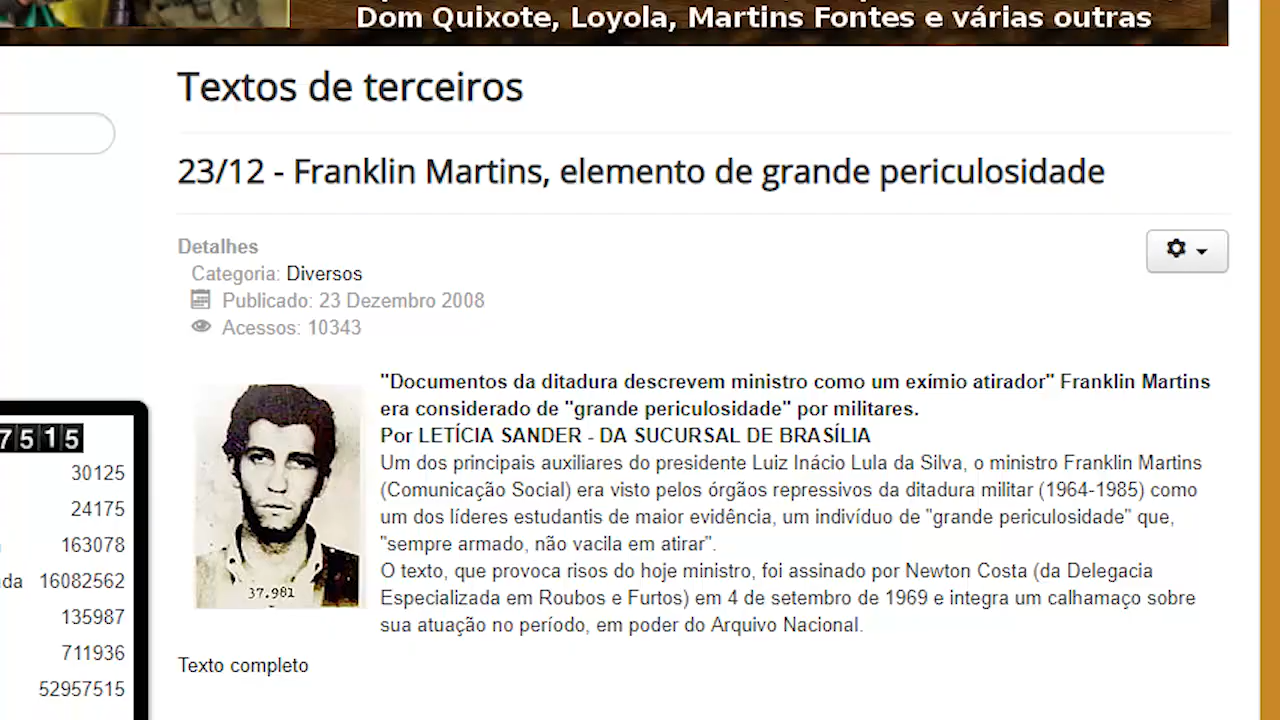 Dom Quixote, Loyola, Martins Fontes e várias outras
Textos de terceiros
23/12 - Franklin Martins, elemento de grande periculosidade
Detalhes
Categoria: Diversos
Publicado: 23 Dezembro 2008
Acessos: 10343
"Documentos da ditadura descrevem ministro como um exímio atirador" Franklin Martins
era considerado de "grande periculosidade" por militares.
Por LETÍCIA SANDER - DA SUCURSAL DE BRASÍLIA
Um dos principais auxiliares do presidente Luiz Inácio Lula da Silva, o ministro Franklin Martins
(Comunicação Social) era visto pelos órgãos repressivos da ditadura militar (1964-1985) como
um dos líderes estudantis de maior evidência, um indivíduo de "grande periculosidade" que,
"sempre armado, não vacila em atirar".
O texto, que provoca risos do hoje ministro, foi assinado por Newton Costa (da Delegacia
Especializada em Roubos e Furtos) em 4 de setembro de 1969 e integra um calhamaço sobre
sua atuação no período, em poder do Arquivo Nacional.
37.981
Texto completo
7515
30125
24175
163078
da 16082562
135987
711936
52957515